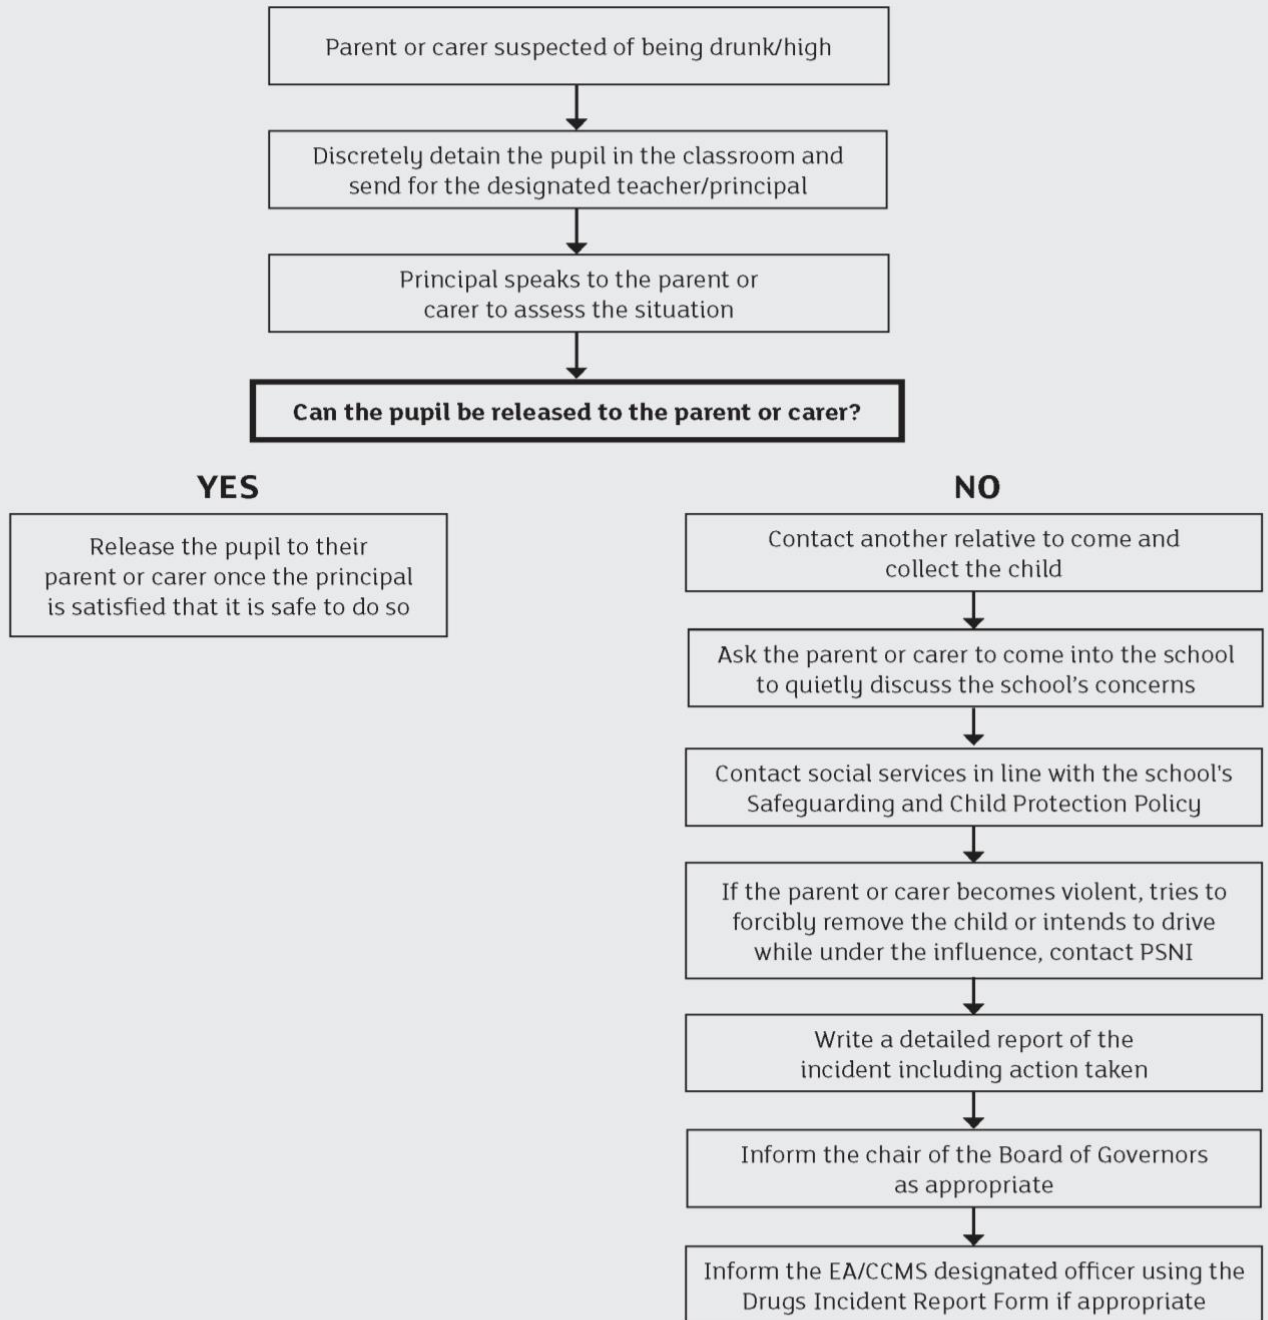 Parent or carer suspected of being drunk/high
Discretely detain the pupil in the classroom and
send for the designated teacher/principal
Principal speaks to the parent or
carer to assess the situation
Can the pupil be released to the parent or carer?
YES
Release the pupil to their
parent or carer once the principal
is satisfied that it is safe to do so
NO
Contact another relative to come and
collect the child
Ask the parent or carer to come into the school
to quietly discuss the school’s concerns
Contact social services in line with the school's
Safeguarding and Child Protection Policy
If the parent or carer becomes violent, tries to
forcibly remove the child or intends to drive
while under the influence, contact PSNI
Write a detailed report of the
incident including action taken
Inform the chair of the Board of Governors
as appropriate
Inform the EA/CCMS designated officer using the
Drugs Incident Report Form if appropriate